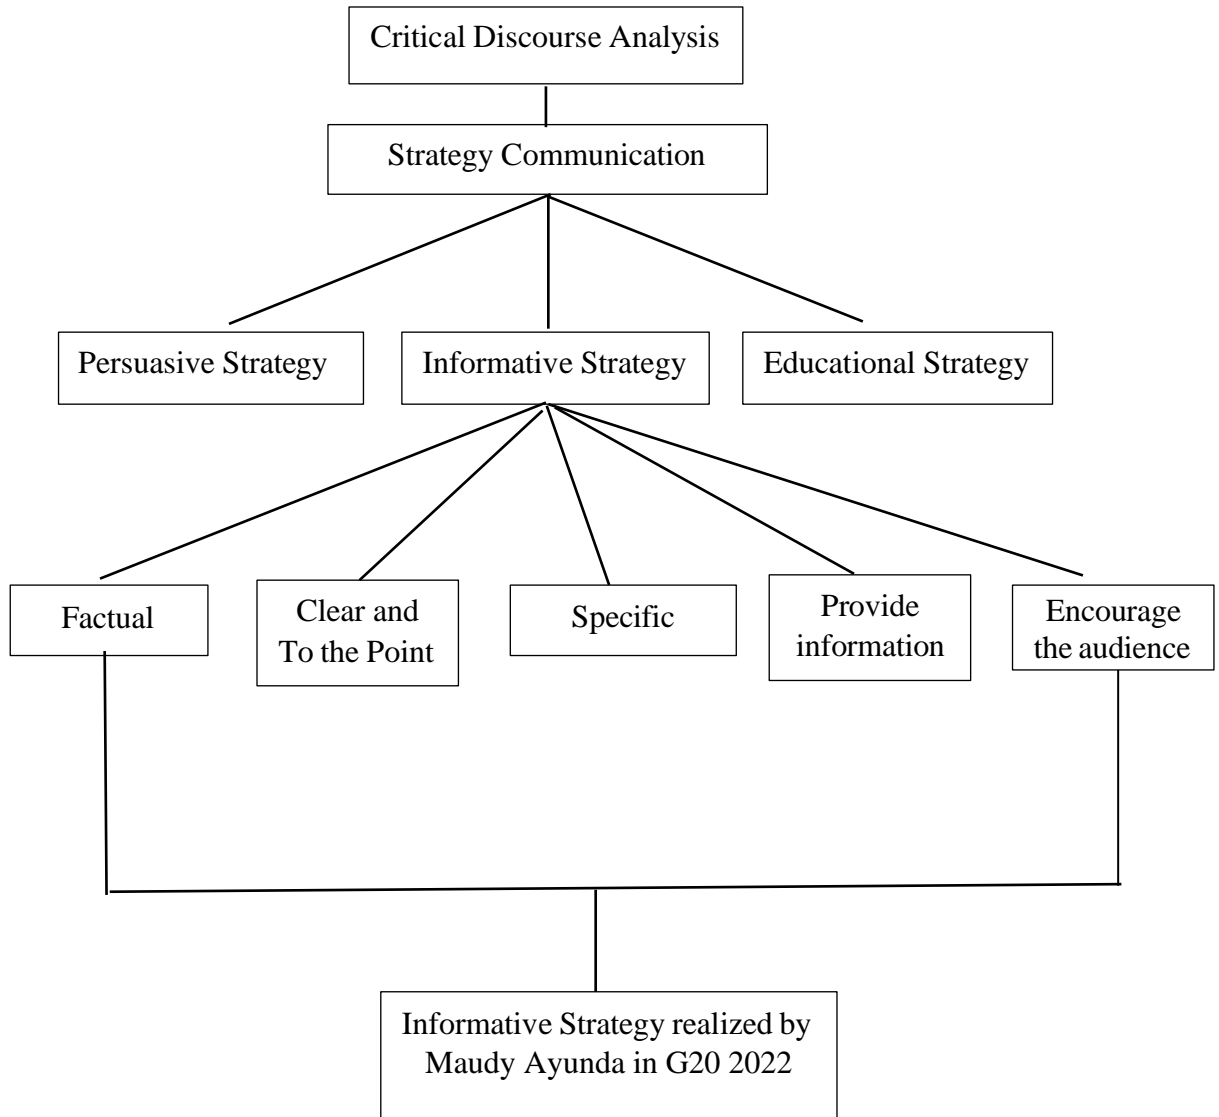 Critical Discourse Analysis
Strategy Communication
Persuasive Strategy
Informative Strategy
Educational Strategy
Factual
Clear and
To the Point
Specific
Provide
information
Encourage
the audience
Informative Strategy realized by
Maudy Ayunda in G20 2022